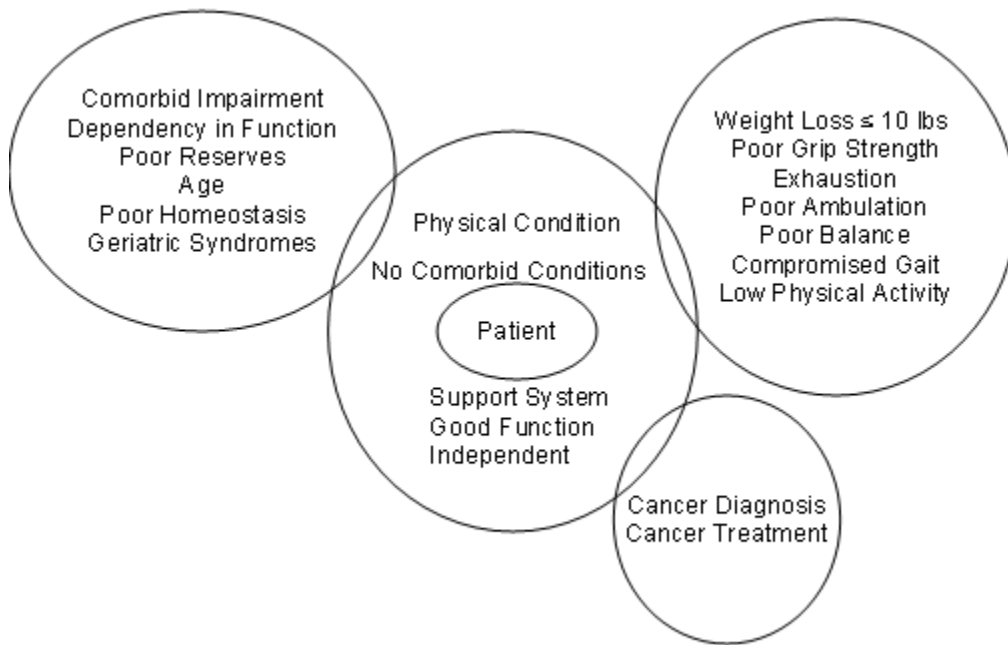 Comorbid Impairment
Dependency in Function
Poor Reserves
Age
Poor Homeostasis
Geriatric Syndromes
Physical Condition
No Comorbid Conditions
Patient
Support System
Good Function
Independent
Weight Loss ≤ 10 lbs
Poor Grip Strength
Exhaustion
Poor Ambulation
Poor Balance
Compromised Gait
Low Physical Activity
Cancer Diagnosis
Cancer Treatment